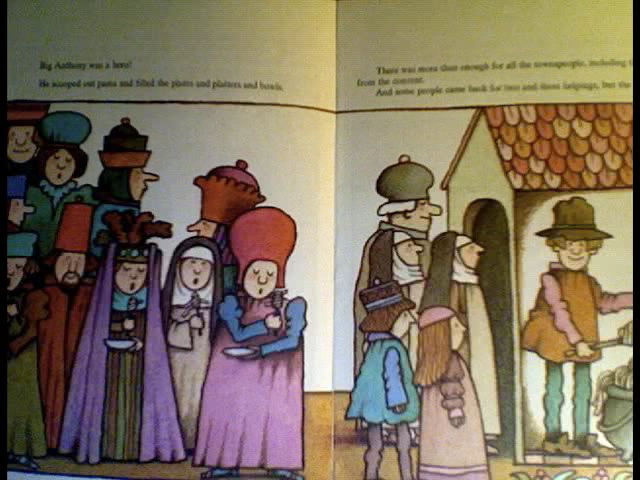 Big Anthony was a hero!
He scooped out pasta and filled the plates and platters and bowls.
There was more than enough for all the townspeople, including
from the convent.
And some people came back for two and three helpings, but the